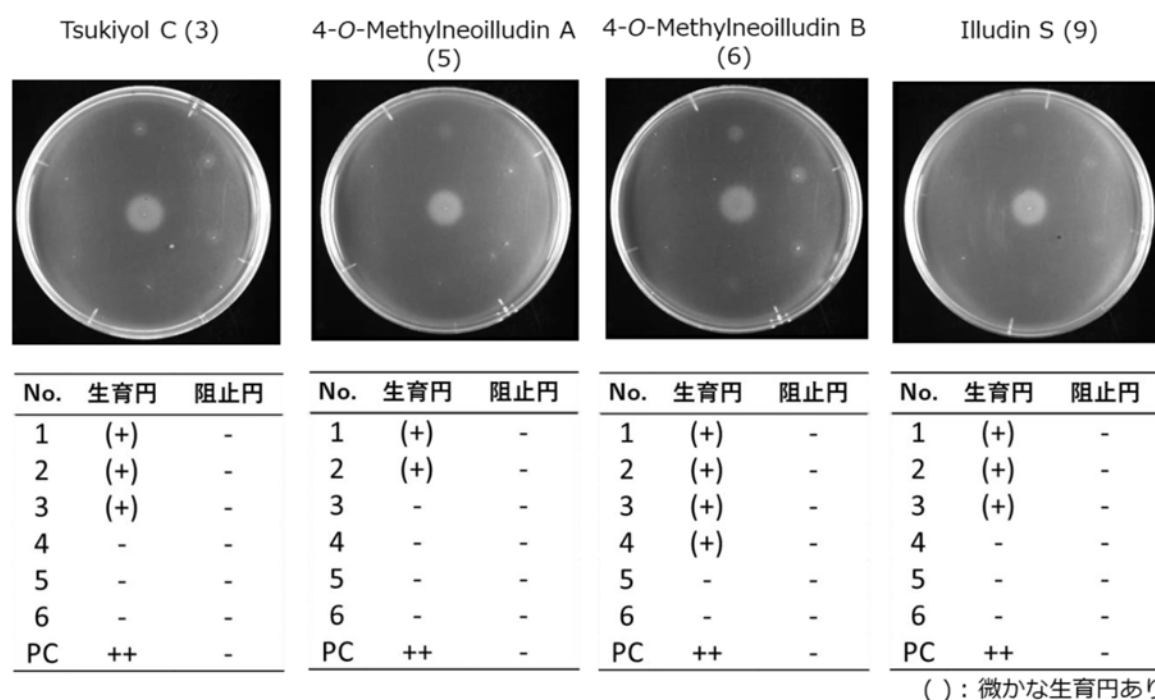 Tsukiyol C (3)
4-O-Methylneoilludin A
(5)
4-O-Methylneoilludin B
(6)
Illudin S (9)
No. 生育円 阻止円
1 (+) -
2 (+) -
3 (+) -
4 - -
5 - -
6 - -
PC ++ -
No. 生育円 阻止円
1 (+) -
2 (+) -
3 - -
4 - -
5 - -
6 - -
PC ++ -
No. 生育円 阻止円
1 (+) -
2 (+) -
3 (+) -
4 (+) -
5 - -
6 - -
PC ++ -
No. 生育円 阻止円
1 (+) -
2 (+) -
3 (+) -
4 - -
5 - -
6 - -
PC ++ -
( ) : 微かな生育円あり